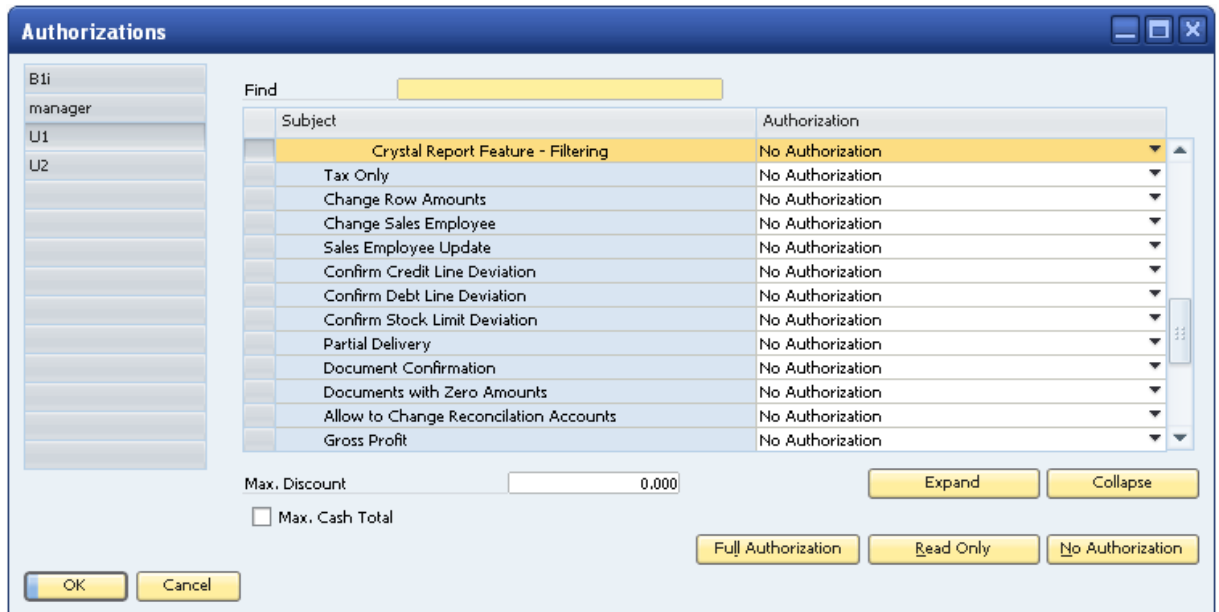 Authorizations
B1i
manager
U1
U2
Find
Subject Authorization
Crystal Report Feature - Filtering No Authorization
Tax Only No Authorization
Change Row Amounts No Authorization
Change Sales Employee No Authorization
Sales Employee Update No Authorization
Confirm Credit Line Deviation No Authorization
Confirm Debt Line Deviation No Authorization
Confirm Stock Limit Deviation No Authorization
Partial Delivery No Authorization
Document Confirmation No Authorization
Documents with Zero Amounts No Authorization
Allow to Change Reconcilation Accounts No Authorization
Gross Profit No Authorization
Max. Discount 0.000 Expand Collapse
Max. Cash Total
Full Authorization Read Only No Authorization
OK Cancel